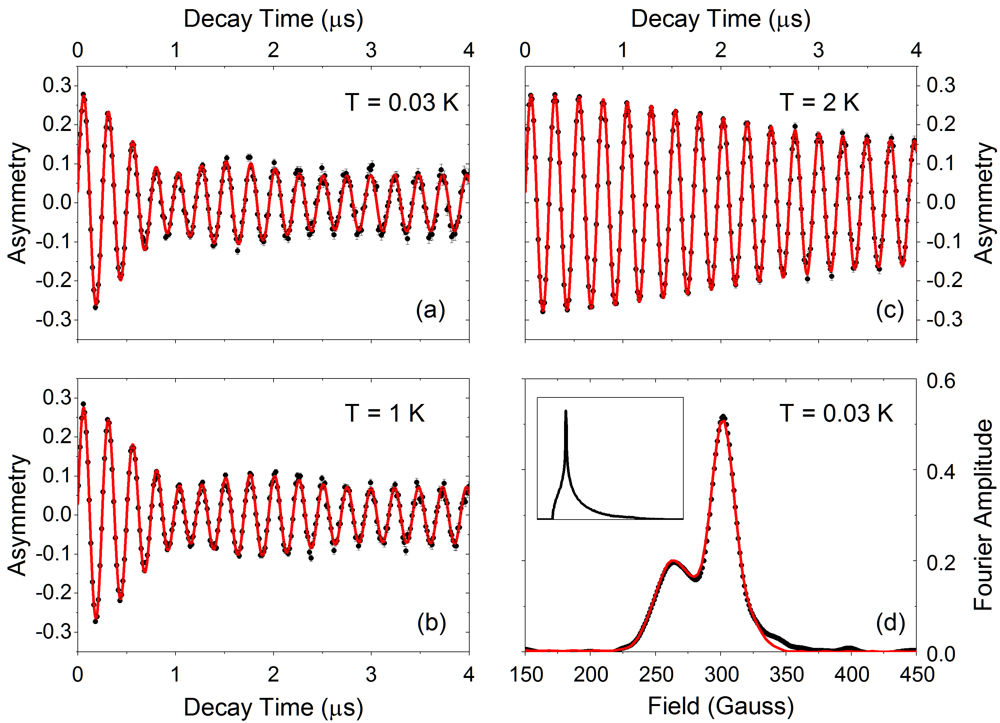 Decay Time (μs)
0 1 2 3 4
0.3
0.2
0.1
0.0
-0.1
-0.2
-0.3
Asymmetry
T = 0.03 K
(a)
Decay Time (μs)
0 1 2 3 4
0.3
0.2
0.1
0.0
-0.1
-0.2
-0.3
Asymmetry
T = 2 K
(c)
0.3
0.2
0.1
0.0
-0.1
-0.2
-0.3
Asymmetry
T = 1 K
(b)
0 1 2 3 4
Decay Time (μs)
0.6
0.4
0.2
0.0
Fourier Amplitude
T = 0.03 K
(d)
150 200 250 300 350 400 450
Field (Gauss)